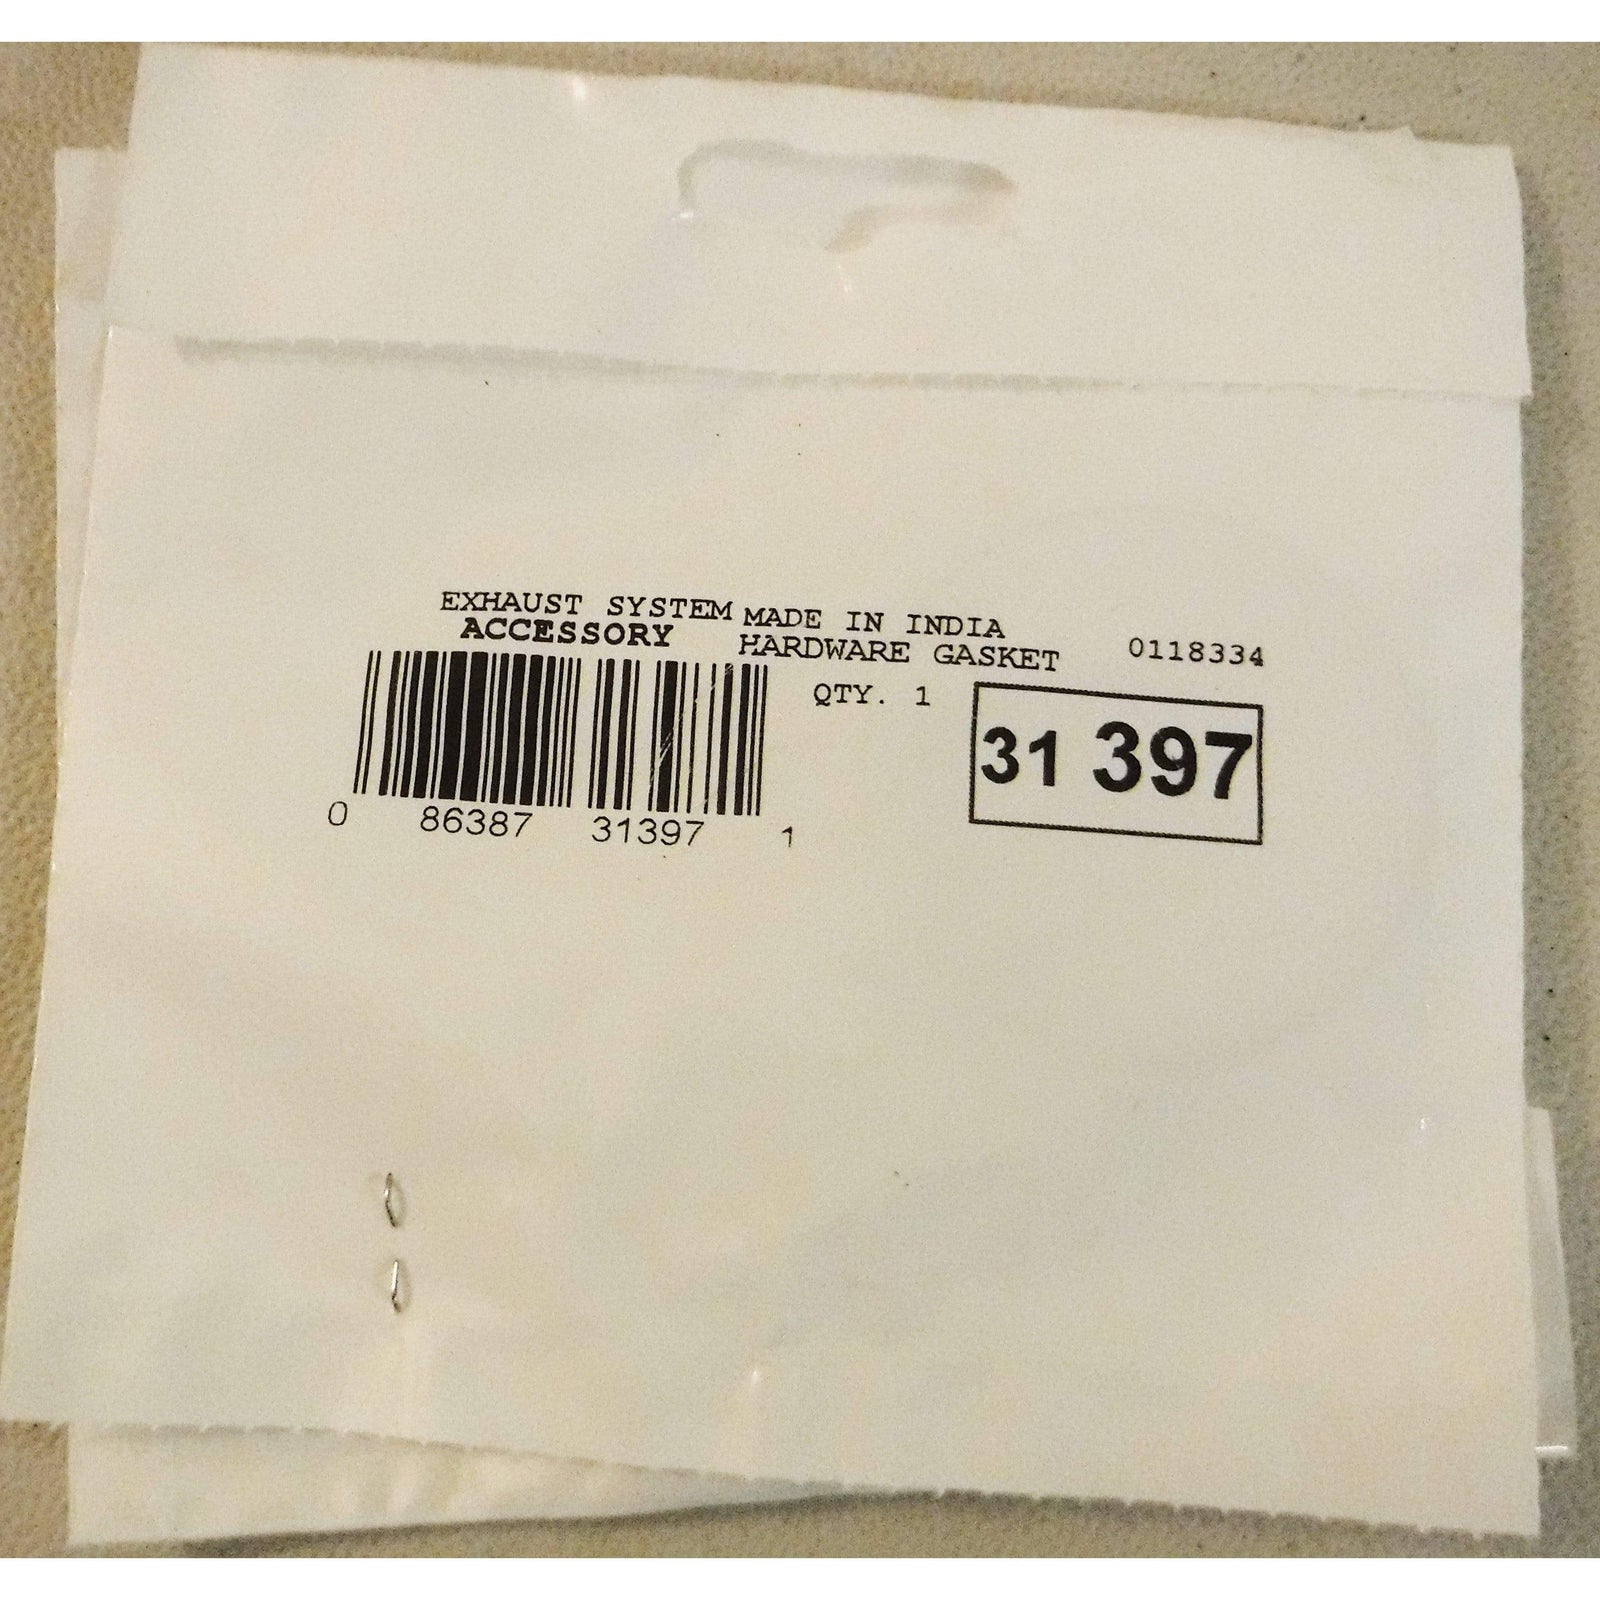 EXHAUST SYSTEM
ACCESSORY
MADE IN INDIA
HARDWARE GASKET
0118334
QTY. 1
31 397
0 86387 31397 1